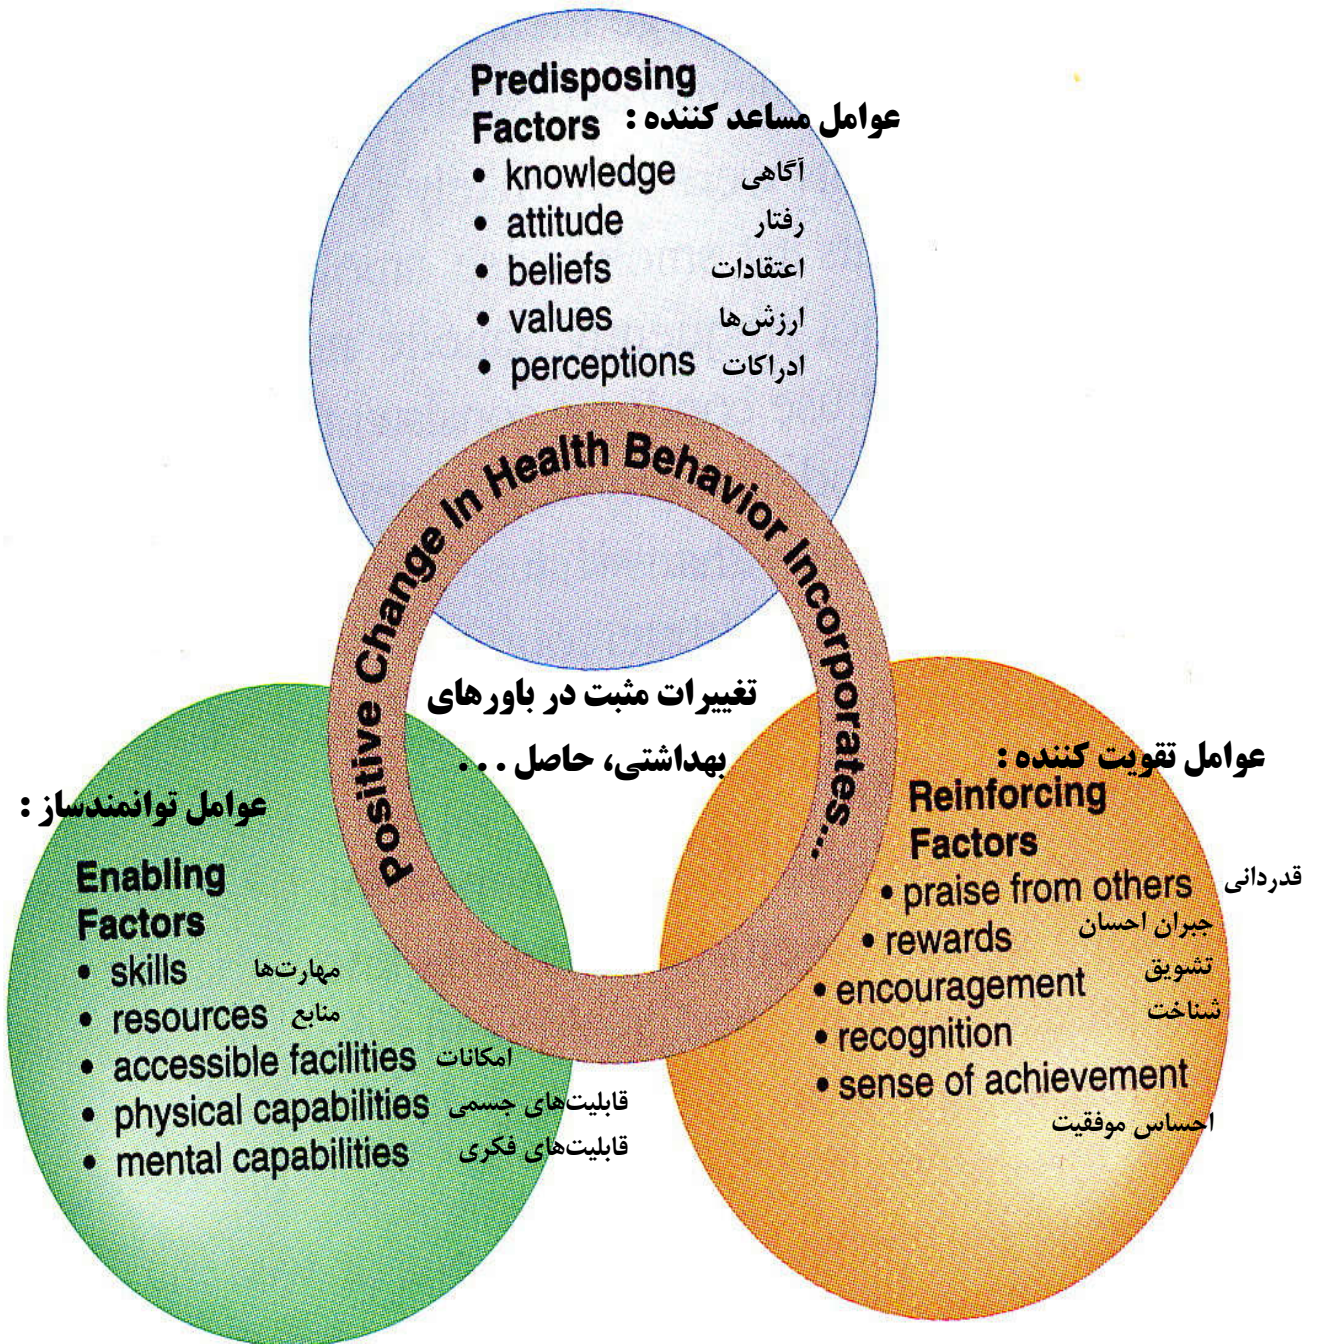 Predisposing
Factors عوامل مساعد کننده :
• knowledge آگاهی
• attitude رفتار
• beliefs اعتقادات
• values ارزش‌ها
• perceptions ادراکات
Positive Change In Health Behavior Incorporates...
تغییرات مثبت در باورهای
بهداشتی، حاصل . . .
عوامل توانمندساز :
Enabling
Factors
• skills مهارت‌ها
• resources منابع
• accessible facilities امکانات
• physical capabilities قابلیت‌های جسمی
• mental capabilities قابلیت‌های فکری
عوامل تقویت کننده :
Reinforcing
Factors
• praise from others قدردانی
• rewards جبران احسان
• encouragement تشویق
• recognition شناخت
• sense of achievement
احساس موفقیت